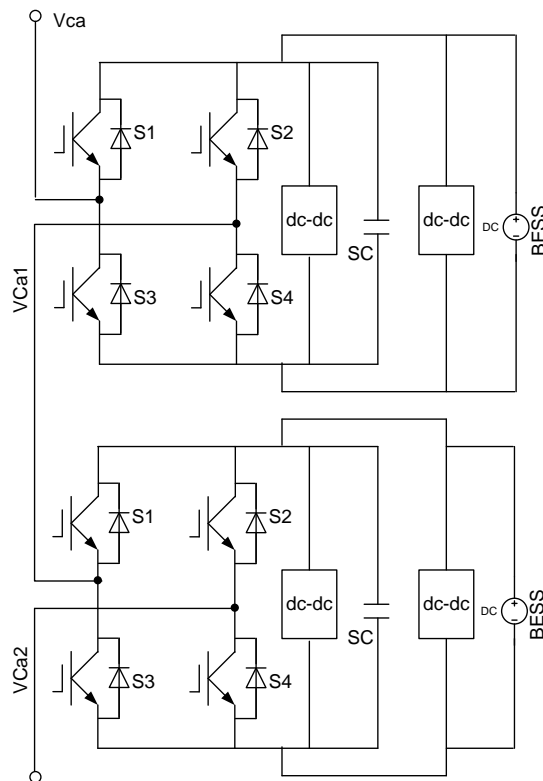 Vca
S1
S2
dc-dc
SC
dc-dc
DC
+
−
BESS
VCa1
S3
S4
S1
S2
dc-dc
SC
dc-dc
DC
+
−
BESS
VCa2
S3
S4